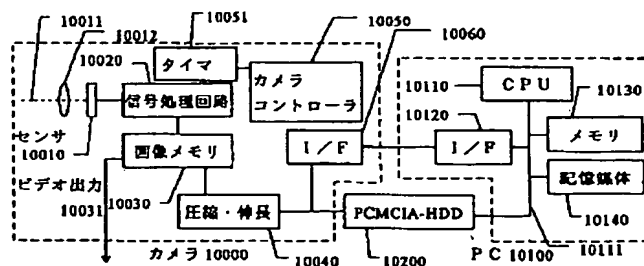 10011
10012
10020
10051
タイマ
10050
カメラ
コントローラ
10060
信号処理回路
センサ
10010
画像メモリ
ビデオ出力
10031
10030
圧縮・伸長
10040
カメラ 10000
I/F
10110
CPU
10120
I/F
10130
メモリ
記憶媒体
10140
PCMCIA-HDD
10200
PC 10100
10111